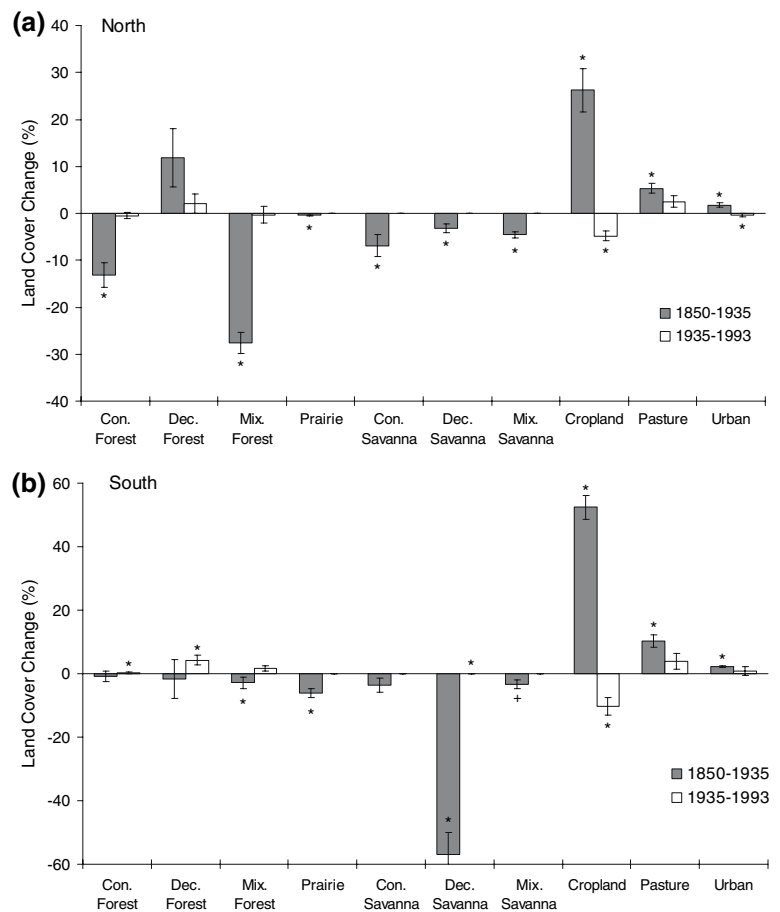 (a) North
40
30
20
10
0
-10
-20
-30
-40
Land Cover Change (%)
* * * * * * * * * * *
1850-1935
1935-1993
Con. Forest
Dec. Forest
Mix. Forest
Prairie
Con. Savanna
Dec. Savanna
Mix. Savanna
Cropland
Pasture
Urban
(b) South
60
40
20
0
-20
-40
-60
Land Cover Change (%)
* * * * * * + * * * *
1850-1935
1935-1993
Con. Forest
Dec. Forest
Mix. Forest
Prairie
Con. Savanna
Dec. Savanna
Mix. Savanna
Cropland
Pasture
Urban